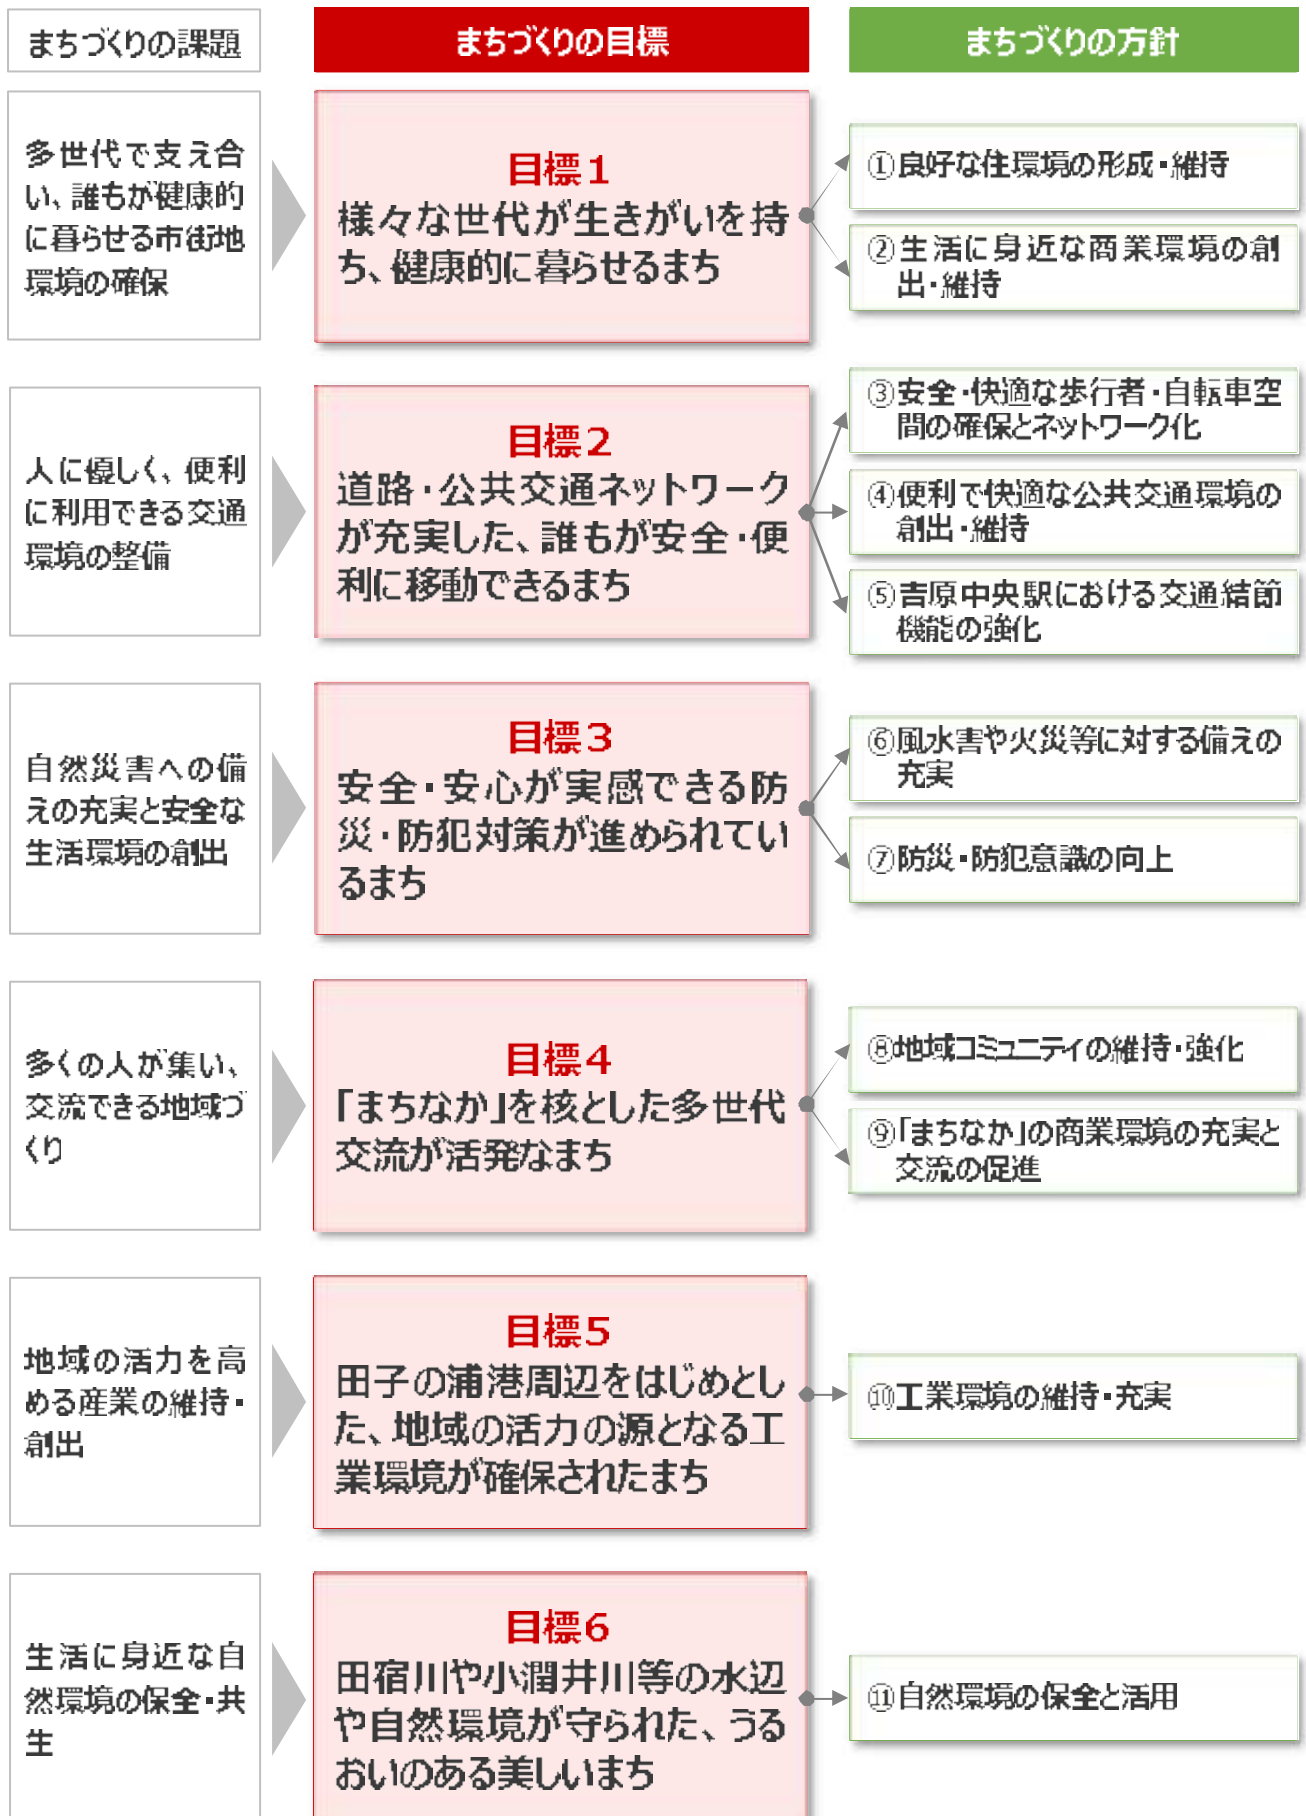 まちづくりの課題
まちづくりの目標
まちづくりの方針
多世代で支え合
い、誰もが健康的
に暮らせる市街地
環境の確保
目標１
様々な世代が生きがいを持
ち、健康的に暮らせるまち
①良好な住環境の形成・維持
②生活に身近な商業環境の創
出・維持
人に優しく、便利
に利用できる交通
環境の整備
目標２
道路・公共交通ネットワーク
が充実した、誰もが安全・便
利に移動できるまち
③安全・快適な歩行者・自転車空
間の確保とネットワーク化
④便利で快適な公共交通環境の
創出・維持
⑤吉原中央駅における交通結節
機能の強化
自然災害への備
えの充実と安全な
生活環境の創出
目標３
安全・安心が実感できる防
災・防犯対策が進められてい
るまち
⑥風水害や火災等に対する備えの
充実
⑦防災・防犯意識の向上
多くの人が集い、
交流できる地域づ
くり
目標４
「まちなか」を核とした多世代
交流が活発なまち
⑧地域コミュニティの維持・強化
⑨「まちなか」の商業環境の充実と
交流の促進
地域の活力を高
める産業の維持・
創出
目標５
田子の浦港周辺をはじめとし
た、地域の活力の源となる工
業環境が確保されたまち
⑩工業環境の維持・充実
生活に身近な自
然環境の保全・共
生
目標６
田宿川や小潤井川等の水辺
や自然環境が守られた、うる
おいのある美しいまち
⑪自然環境の保全と活用